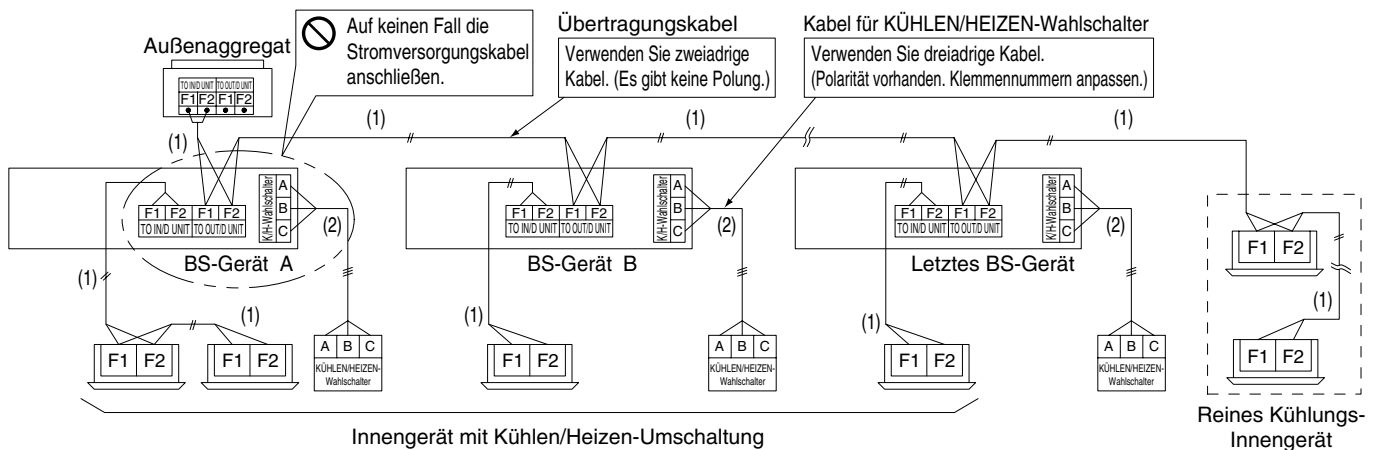 Außenaggregat
TO IN/D UNIT TO OUT/D UNIT
F1 F2 F1 F2
Auf keinen Fall die
Stromversorgungskabel
anschließen.
Übertragungskabel
Verwenden Sie zweiadrige
Kabel. (Es gibt keine Polung.)
Kabel für KÜHLEN/HEIZEN-Wahlschalter
Verwenden Sie dreiadrige Kabel.
(Polarität vorhanden. Klemmennummern anpassen.)
(1)
(1)
(1)
(1)
F1 F2 F1 F2
TO IN/D UNIT TO OUT/D UNIT
K/H-Wahlschalter
A
B
C
(2)
BS-Gerät A
F1 F2 F1 F2
TO IN/D UNIT TO OUT/D UNIT
K/H-Wahlschalter
A
B
C
(2)
BS-Gerät B
F1 F2 F1 F2
TO IN/D UNIT TO OUT/D UNIT
K/H-Wahlschalter
A
B
C
(2)
Letztes BS-Gerät
(1)
F1 F2
(1)
F1 F2
A B C
KÜHLEN/HEIZEN-
Wahlschalter
(1)
F1 F2
A B C
KÜHLEN/HEIZEN-
Wahlschalter
(1)
F1 F2
A B C
KÜHLEN/HEIZEN-
Wahlschalter
F1 F2
(1)
F1 F2
Innengerät mit Kühlen/Heizen-Umschaltung
Reines Kühlungs-
Innengerät